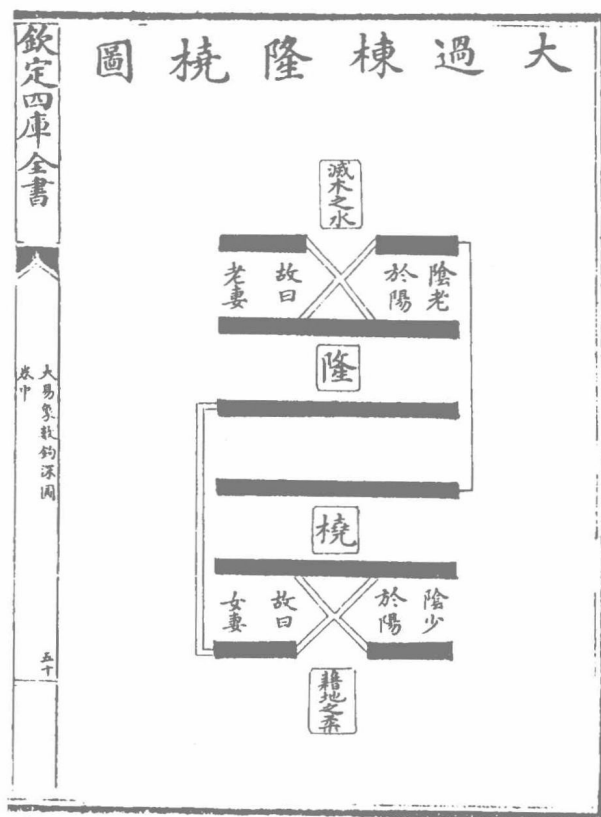 大過棟隆橈圖
滅木之水
陰老
於陽
故曰
老妻
隆
橈
陰少
於陽
故曰
女妻
藉地之柔
欽定四庫全書
大易象數鈎深圖
卷中
五十